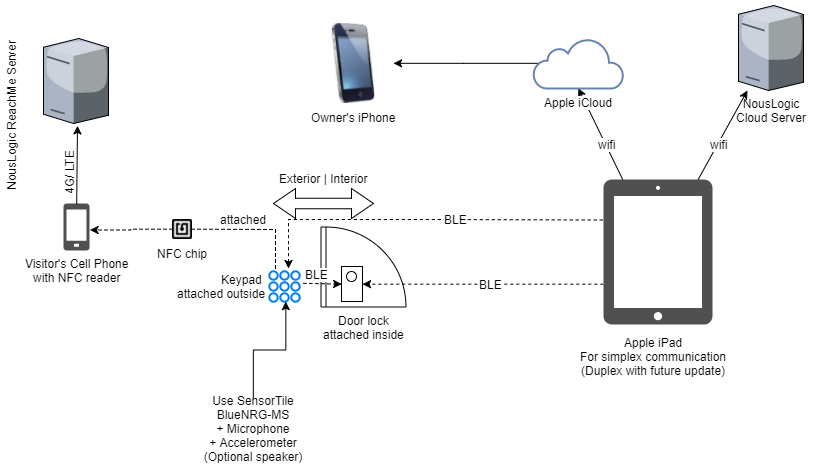 NousLogic ReachMe Server
4G/ LTE
Visitor's Cell Phone
with NFC reader
NFC chip
attached
Exterior | Interior
Owner's iPhone
Apple iCloud
NousLogic
Cloud Server
wifi
wifi
BLE
BLE
BLE
Keypad
attached outside
Door lock
attached inside
Apple iPad
For simplex communication
(Duplex with future update)
Use SensorTile
BlueNRG-MS
+ Microphone
+ Accelerometer
(Optional speaker)